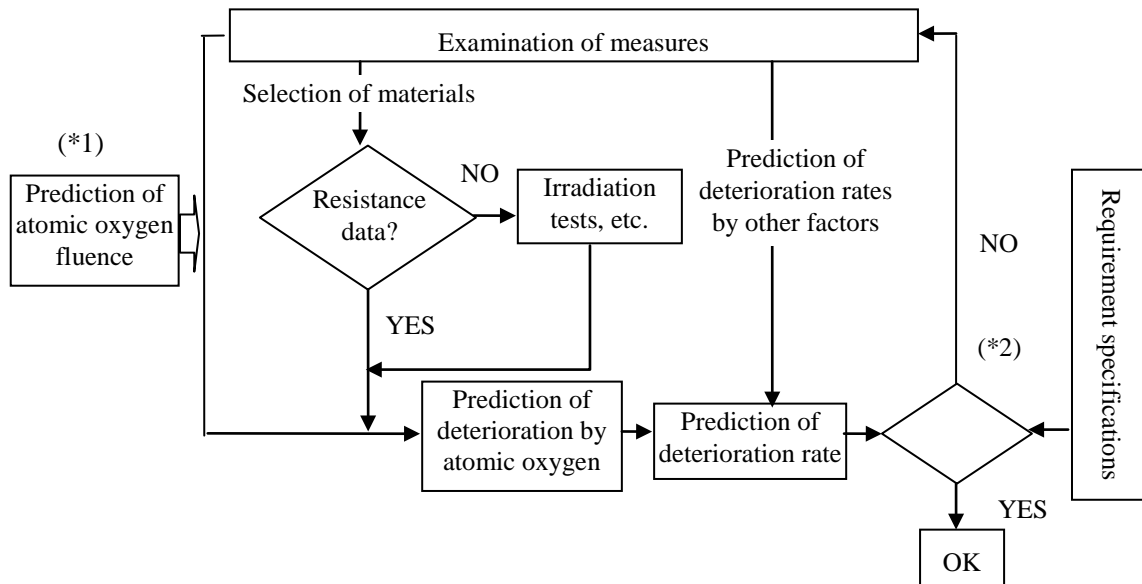 Examination of measures
Selection of materials
(*1)
Prediction of
atomic oxygen
fluence
Resistance
data?
NO
Irradiation
tests, etc.
YES
Prediction of
deterioration rates
by other factors
NO
Requirement specifications
(*2)
Prediction of
deterioration by
atomic oxygen
Prediction of
deterioration rate
YES
OK